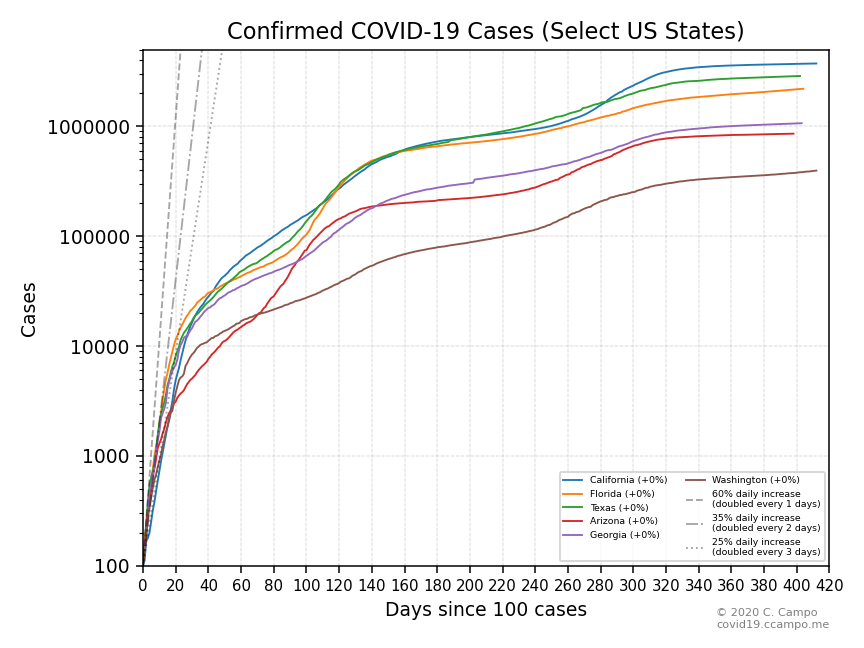 Confirmed COVID-19 Cases (Select US States)
Cases
1000000
100000
10000
1000
100
0 20 40 60 80 100 120 140 160 180 200 220 240 260 280 300 320 340 360 380 400 420
Days since 100 cases
California (+0%)
Florida (+0%)
Texas (+0%)
Arizona (+0%)
Georgia (+0%)
Washington (+0%)
60% daily increase
(doubled every 1 days)
35% daily increase
(doubled every 2 days)
25% daily increase
(doubled every 3 days)
© 2020 C. Campo
covid19.ccampo.me